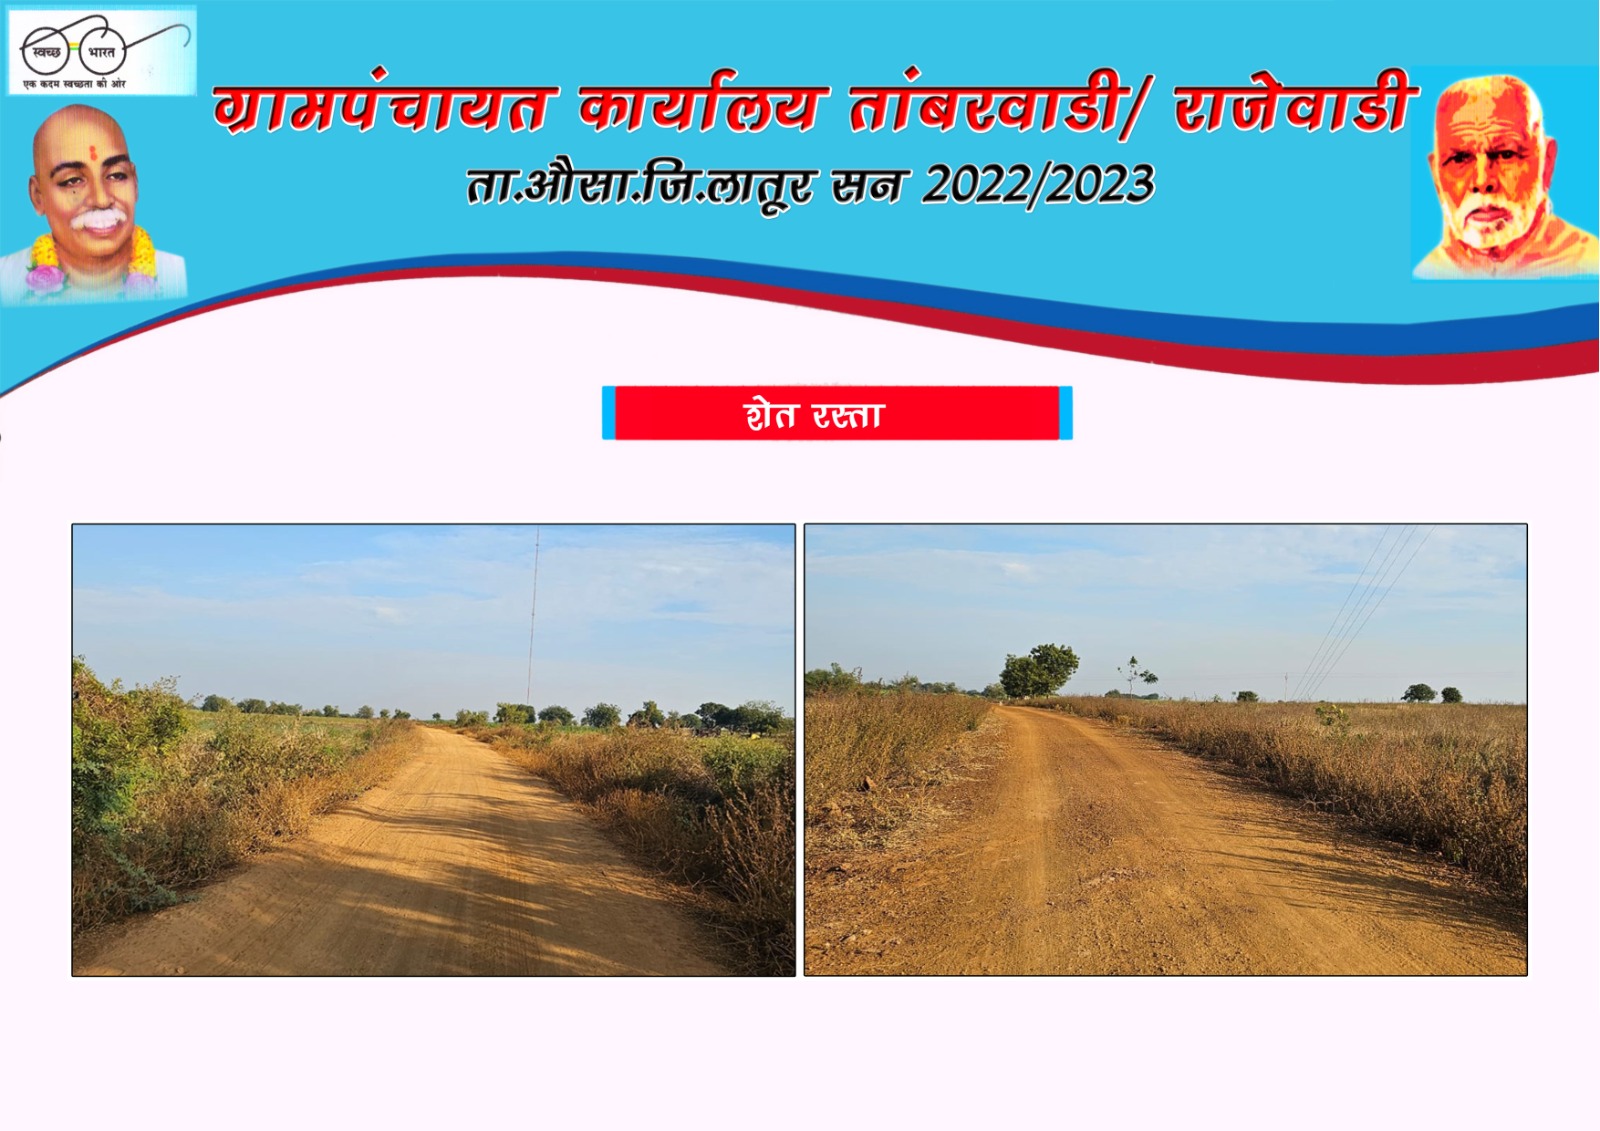 स्वच्छ भारत
एक कदम स्वच्छता की ओर
ग्रामपंचायत कार्यालय तांबरवाडी/ राजेवाडी
ता.औसा.जि.लातूर सन 2022/2023
शेत रस्ता